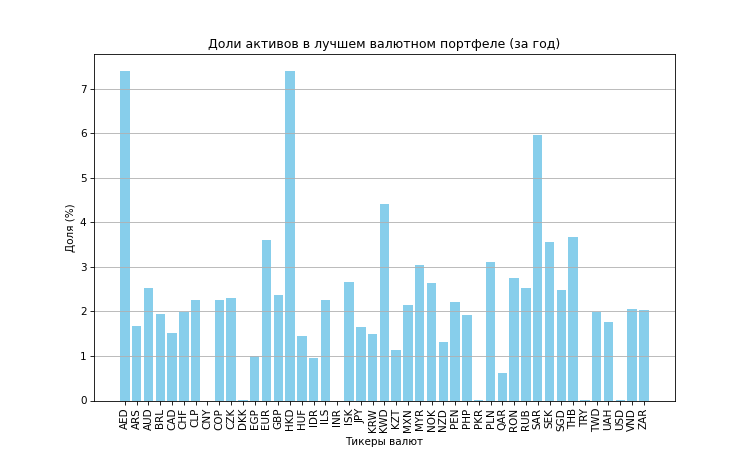 Доли активов в лучшем валютном портфеле (за год)
Доля (%)
7
6
5
4
3
2
1
0
AED ARS AUD BRL CAD CHF CLP CNY COP CZK DKK EGP EUR GBP HKD HUF IDR ILS INR ISK JPY KRW KWD KZT MXN MYR NOK NZD PEN PHP PKR PLN QAR RON RUB SAR SEK SGD THB TRY TWD UAH USD VND ZAR
Тикеры валют